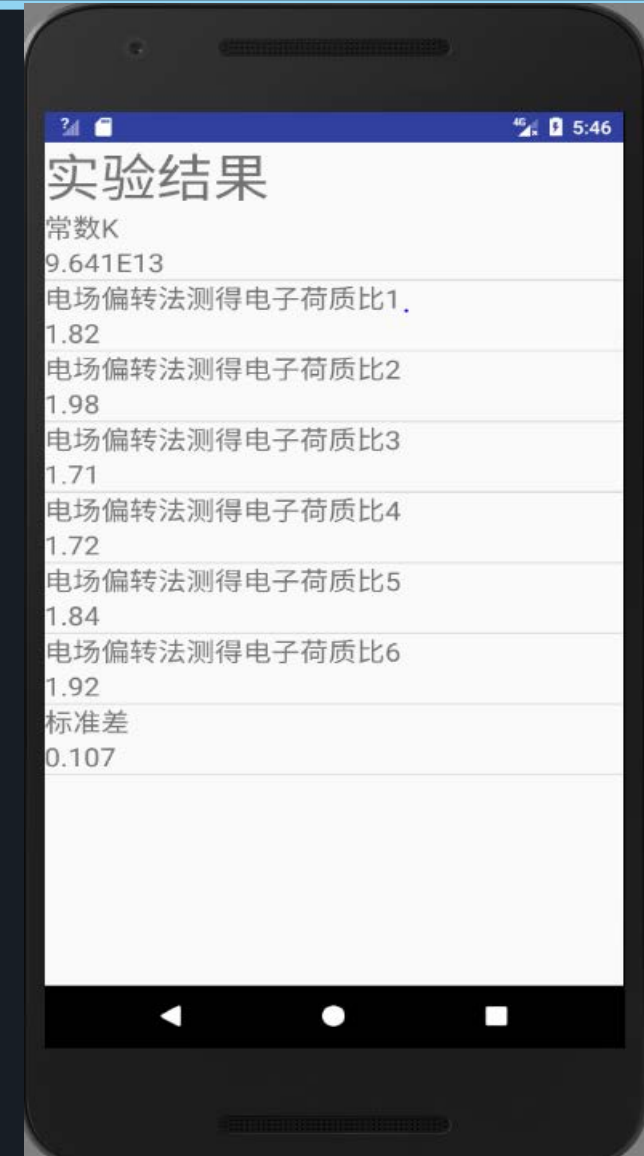 4G 5:46
实验结果
常数K
9.641E13
电场偏转法测得电子荷质比1
1.82
电场偏转法测得电子荷质比2
1.98
电场偏转法测得电子荷质比3
1.71
电场偏转法测得电子荷质比4
1.72
电场偏转法测得电子荷质比5
1.84
电场偏转法测得电子荷质比6
1.92
标准差
0.107